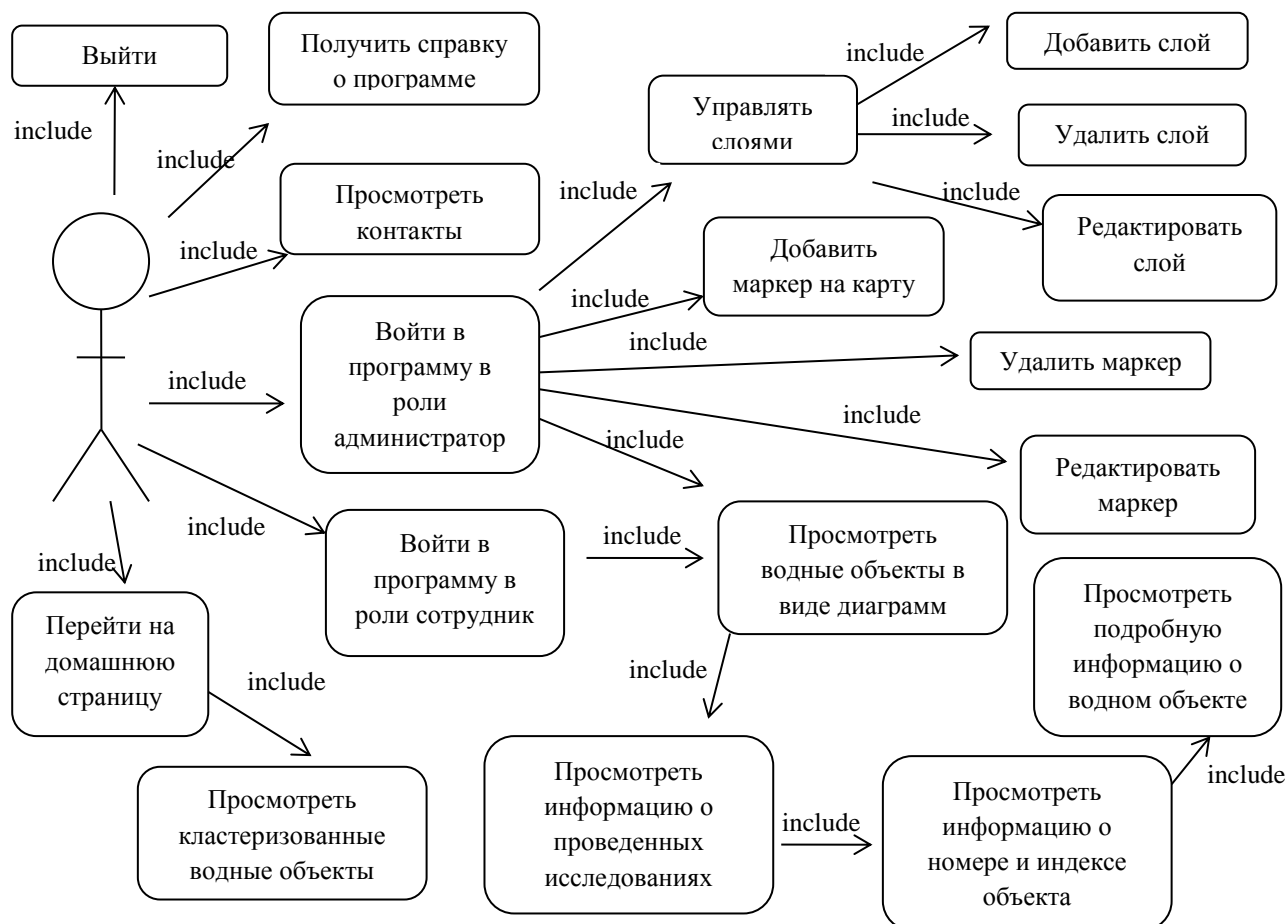 Выйти
include
Получить справку
о программе
include
Просмотреть
контакты
include
Войти в
программу в
роли
администратор
include
Войти в
программу в
роли сотрудник
include
Перейти на
домашнюю
страницу
include
Просмотреть
кластеризованные
водные объекты
include
Управлять
слоями
include
Добавить слой
include
Удалить слой
include
Редактировать
слой
include
Добавить
маркер на карту
include
Удалить маркер
include
Редактировать
маркер
include
Просмотреть
водные объекты в
виде диаграмм
include
include
include
Просмотреть
информацию о
проведенных
исследованиях
include
Просмотреть
информацию о
номере и индексе
объекта
include
Просмотреть
подробную
информацию о
водном объекте
include